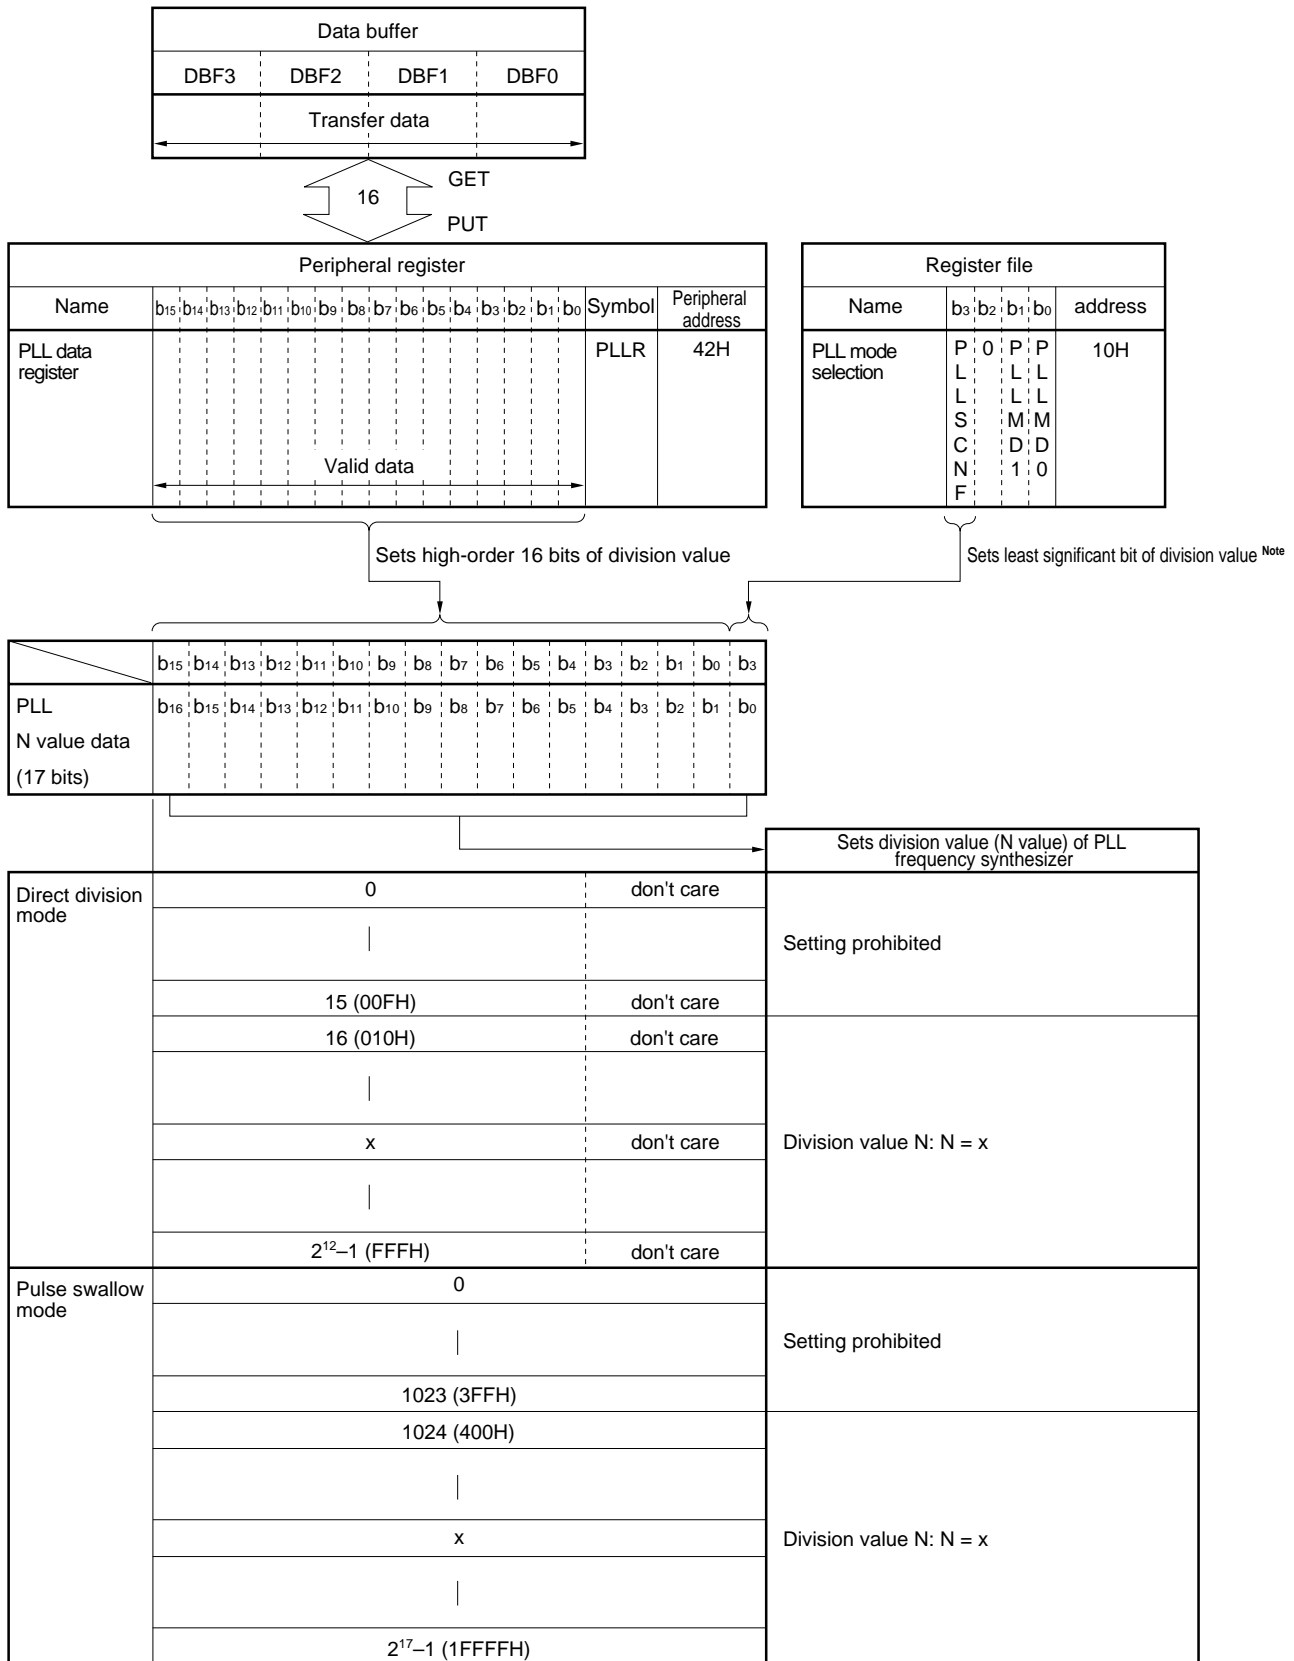 Data buffer
DBF3 DBF2 DBF1 DBF0
Transfer data
16
GET
PUT
Peripheral register
Name b15 b14 b13 b12 b11 b10 b9 b8 b7 b6 b5 b4 b3 b2 b1 b0 Symbol Peripheral address
PLL data register
PLLR 42H
Valid data
Register file
Name b3 b2 b1 b0 address
PLL mode selection
PLLSCNF 0 PLLMD1 PLLMD0 10H
Sets high-order 16 bits of division value
Sets least significant bit of division value Note
b15 b14 b13 b12 b11 b10 b9 b8 b7 b6 b5 b4 b3 b2 b1 b0 b3
PLL b16 b15 b14 b13 b12 b11 b10 b9 b8 b7 b6 b5 b4 b3 b2 b1 b0
N value data
(17 bits)
Sets division value (N value) of PLL
frequency synthesizer
Direct division mode
0 don't care
Setting prohibited
15 (00FH) don't care
16 (010H) don't care
x don't care
Division value N: N = x
2^12–1 (FFFH) don't care
Pulse swallow mode
0
Setting prohibited
1023 (3FFH)
1024 (400H)
x
Division value N: N = x
2^17–1 (1FFFFH)